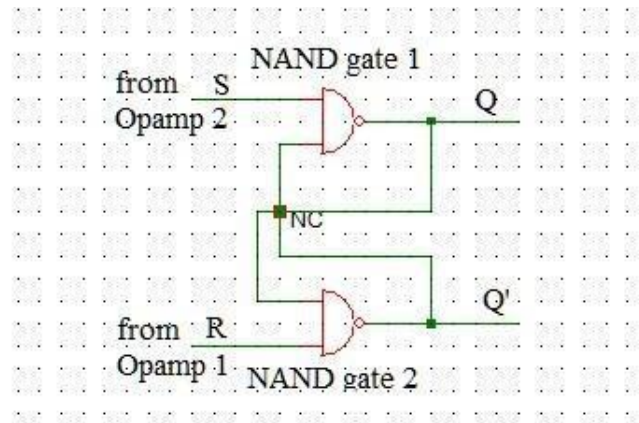 NAND gate 1
from S
Opamp 2
Q
NC
Q'
from R
Opamp 1
NAND gate 2